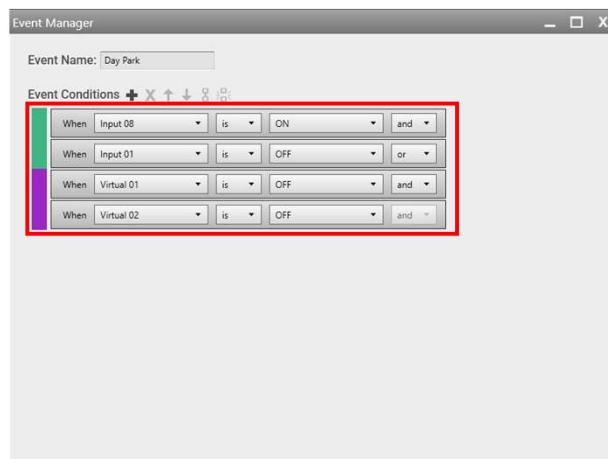 Event Manager
Event Name: Day Park
Event Conditions
When Input 08 is ON and
When Input 01 is OFF or
When Virtual 01 is OFF and
When Virtual 02 is OFF and